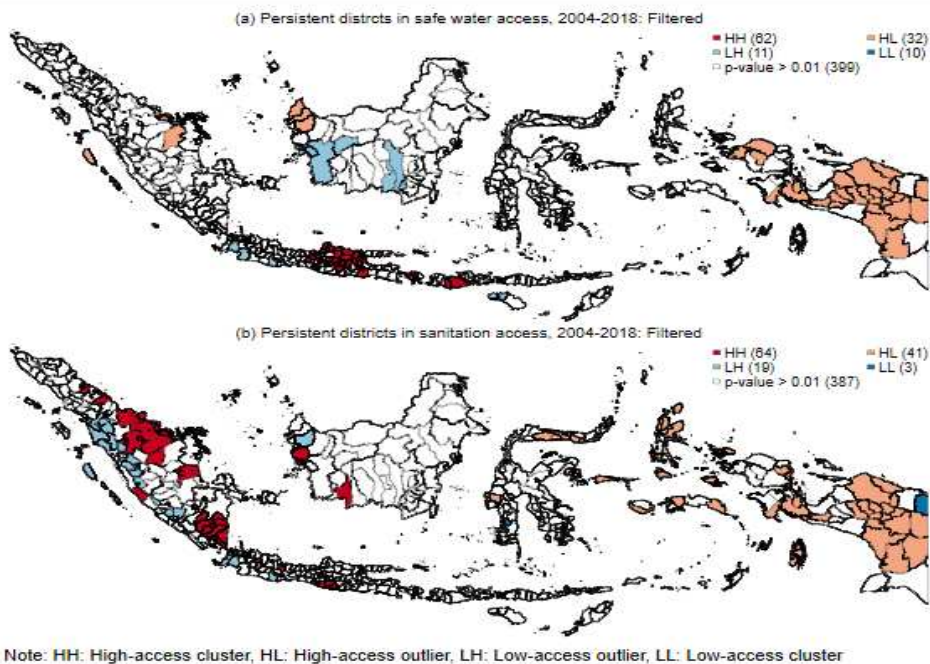 (a) Persistent distrcts in safe water access, 2004-2018: Filtered
HH (62) HL (32)
LH (11) LL (10)
p-value > 0.01 (399)
(b) Persistent districts in sanitation access, 2004-2018: Filtered
HH (64) HL (41)
LH (19) LL (3)
p-value > 0.01 (387)
Note: HH: High-access cluster, HL: High-access outlier, LH: Low-access outlier, LL: Low-access cluster